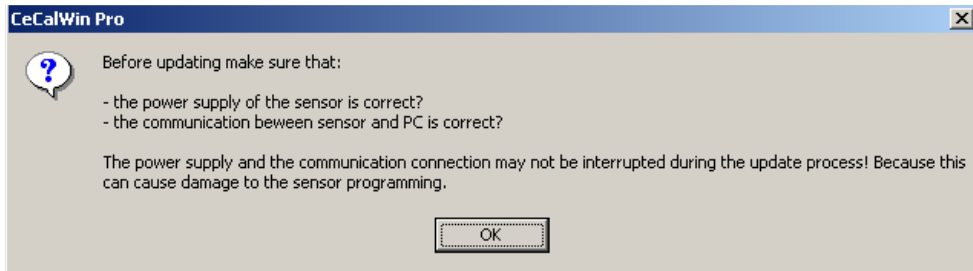 CeCalWin Pro
Before updating make sure that:
- the power supply of the sensor is correct?
- the communication beween sensor and PC is correct?
The power supply and the communication connection may not be interrupted during the update process! Because this
can cause damage to the sensor programming.
OK